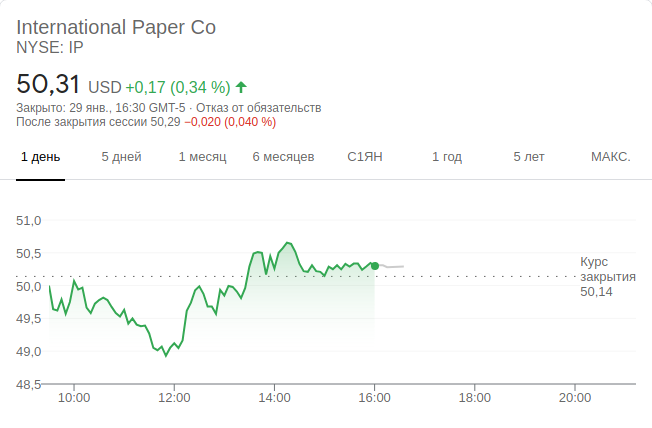 International Paper Co
NYSE: IP
50,31 USD +0,17 (0,34 %)
Закрыто: 29 янв., 16:30 GMT-5 · Отказ от обязательств
После закрытия сессии 50,29 −0,020 (0,040 %)
1 день 5 дней 1 месяц 6 месяцев С1ЯН 1 год 5 лет МАКС.
51,0
50,5
50,0
49,5
49,0
48,5
Курс
закрытия
50,14
10:00 12:00 14:00 16:00 18:00 20:00